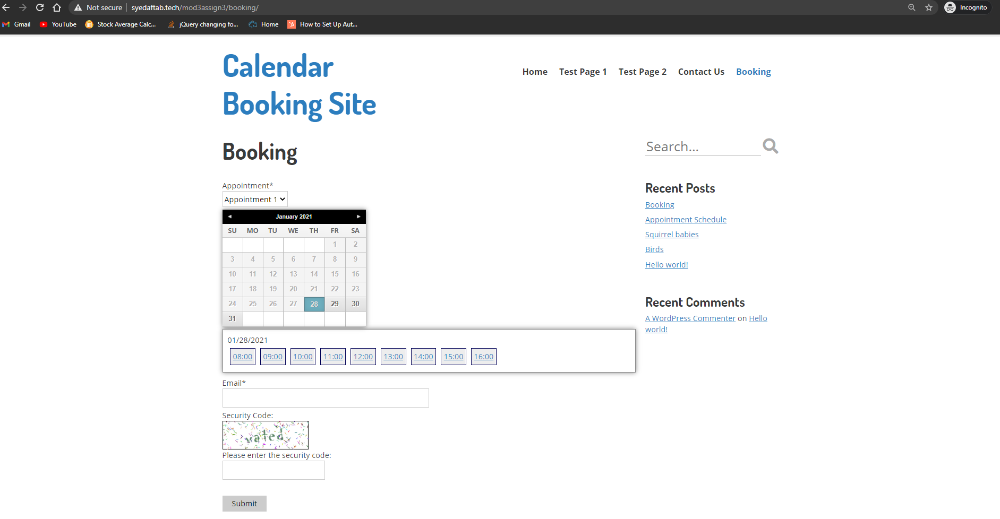 Not secure | syedaftab.tech/mod3assign3/booking/
Incognito
Gmail YouTube Stock Average Calc... jQuery changing fo... Home How to Set Up Aut...
Calendar
Booking Site
Home Test Page 1 Test Page 2 Contact Us Booking
Booking
Search...
Appointment*
Appointment 1
January 2021
SU MO TU WE TH FR SA
1 2
3 4 5 6 7 8 9
10 11 12 13 14 15 16
17 18 19 20 21 22 23
24 25 26 27 28 29 30
31
01/28/2021
08:00 09:00 10:00 11:00 12:00 13:00 14:00 15:00 16:00
Email*
Security Code:
vated
Please enter the security code:
Submit
Recent Posts
Booking
Appointment Schedule
Squirrel babies
Birds
Hello world!
Recent Comments
A WordPress Commenter on Hello
world!